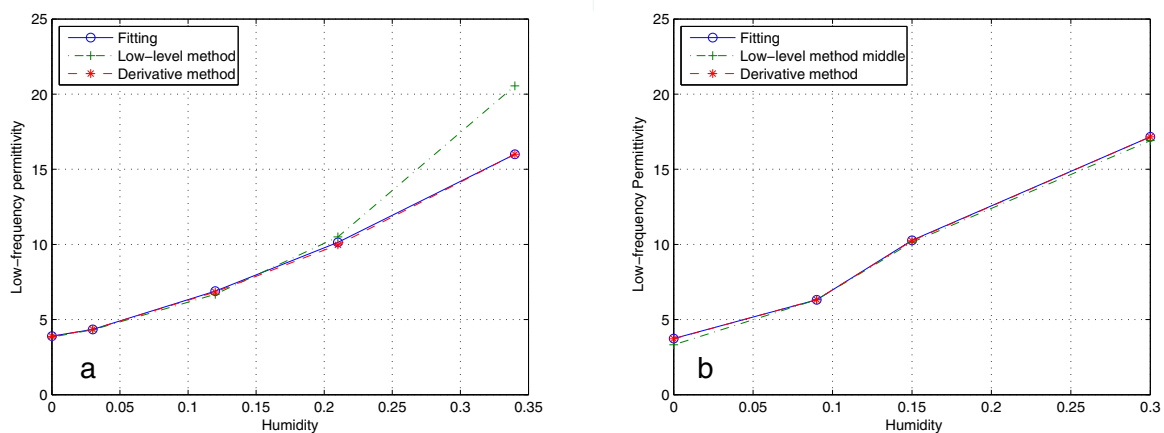 25
20
15
10
5
0
Low-frequency permittivity
Fitting
Low-level method
Derivative method
a
0 0.05 0.1 0.15 0.2 0.25 0.3 0.35
Humidity
25
20
15
10
5
0
Low-frequency Permittivity
Fitting
Low-level method middle
Derivative method
b
0 0.05 0.1 0.15 0.2 0.25 0.3
Humidity